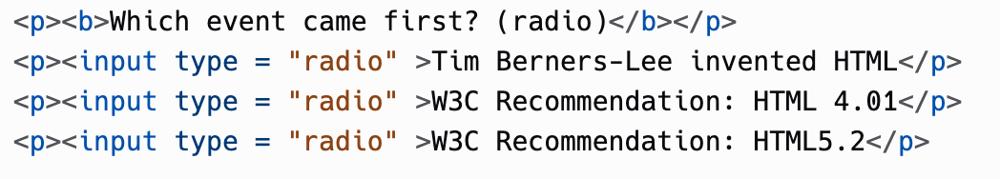 <p><b>Which event came first? (radio)</b></p>
<p><input type = "radio" >Tim Berners-Lee invented HTML</p>
<p><input type = "radio" >W3C Recommendation: HTML 4.01</p>
<p><input type = "radio" >W3C Recommendation: HTML5.2</p>